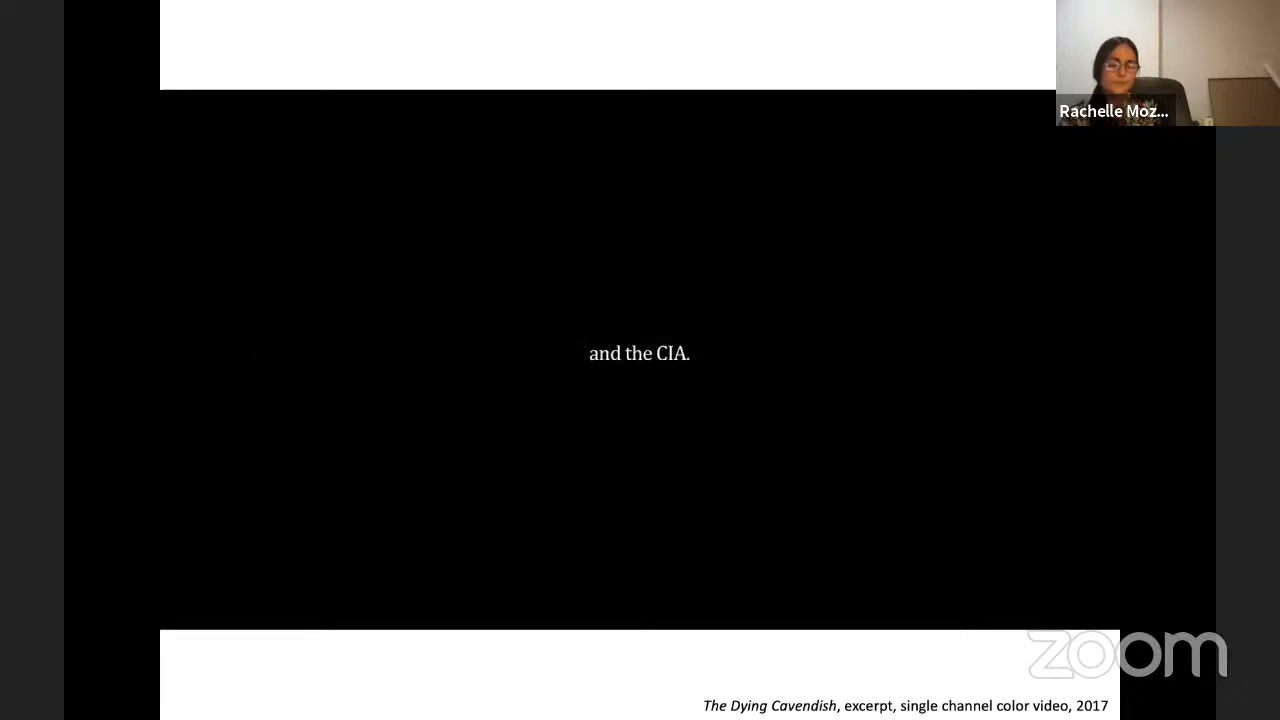 Rachelle Moz...
and the CIA.
zoom
The Dying Cavendish, excerpt, single channel color video, 2017